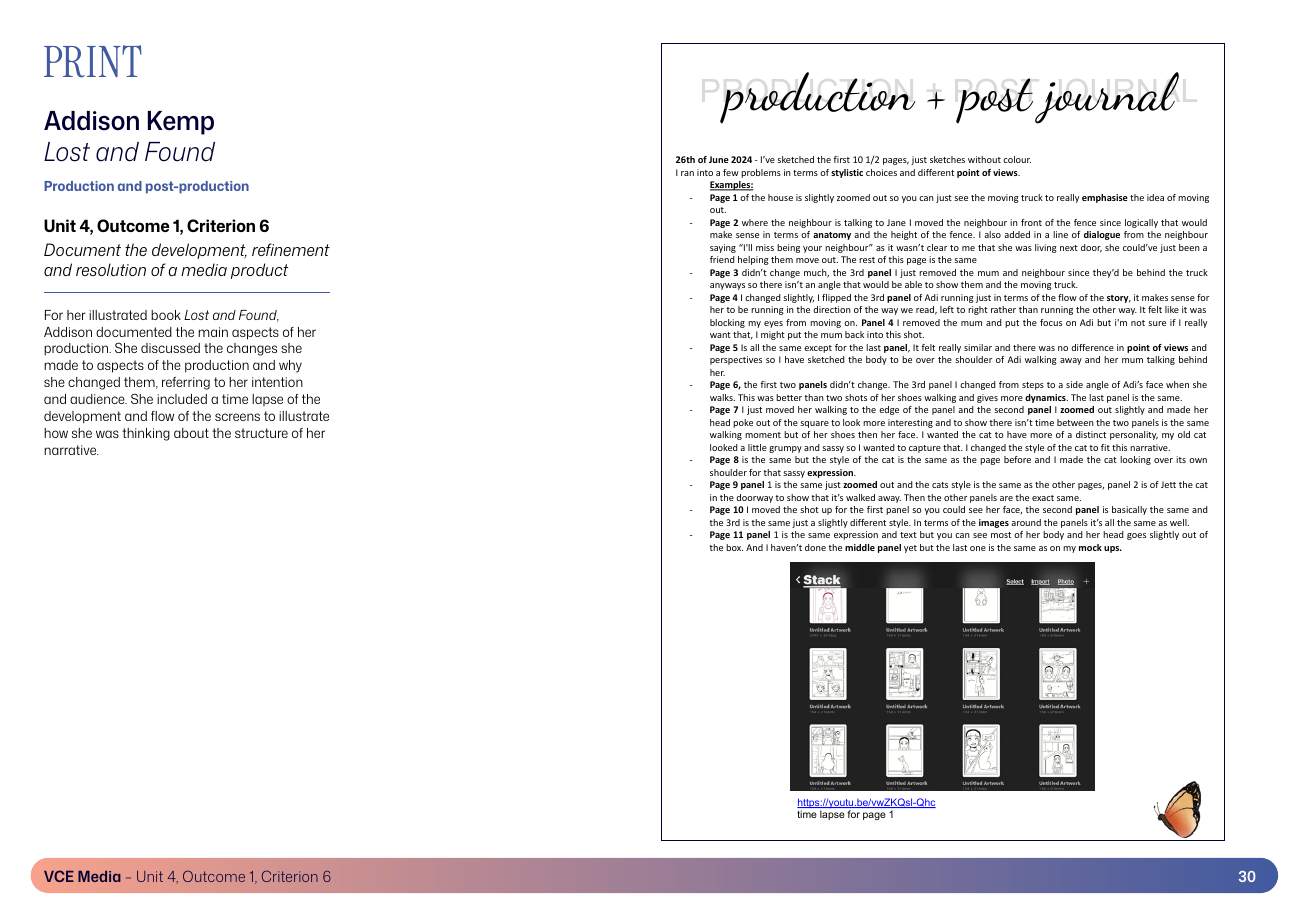 PRINT
Addison Kemp
Lost and Found
Production and post-production
Unit 4, Outcome 1, Criterion 6
Document the development, refinement
and resolution of a media product
For her illustrated book Lost and Found,
Addison documented the main aspects of her
production. She discussed the changes she
made to aspects of the production and why
she changed them, referring to her intention
and audience. She included a time lapse of the
development and flow of the screens to illustrate
how she was thinking about the structure of her
narrative.
PRODUCTION + POST JOURNAL
production + post journal
26th of June 2024 - I've sketched the first 10 1/2 pages, just sketches without colour.
I ran into a few problems in terms of stylistic choices and different point of views.
Examples:
- Page 1 of the house is slightly zoomed out so you can just see the moving truck to really emphasise the idea of moving
out.
- Page 2 where the neighbour is talking to Jane I moved the neighbour in front of the fence since logically that would
make sense in terms of anatomy and the height of the fence. I also added in a line of dialogue from the neighbour
saying "I'll miss being your neighbour" as it wasn't clear to me that she was living next door, she could've just been a
friend helping them move out. The rest of this page is the same
- Page 3 didn't change much, the 3rd panel I just removed the mum and neighbour since they'd be behind the truck
anyways so there isn't an angle that would be able to show them and the moving truck.
- Page 4 I changed slightly, I flipped the 3rd panel of Adi running just in terms of the flow of the story, it makes sense for
her to be running in the direction of the way we read, left to right rather than running the other way. It felt like it was
blocking my eyes from moving on. Panel 4 I removed the mum and put the focus on Adi but i'm not sure if I really
want that, I might put the mum back into this shot.
- Page 5 Is all the same except for the last panel, It felt really similar and there was no difference in point of views and
perspectives so I have sketched the body to be over the shoulder of Adi walking away and her mum talking behind
her.
- Page 6, the first two panels didn't change. The 3rd panel I changed from steps to a side angle of Adi's face when she
walks. This was better than two shots of her shoes walking and gives more dynamics. The last panel is the same.
- Page 7 I just moved her walking to the edge of the panel and the second panel I zoomed out slightly and made her
head poke out of the square to look more interesting and to show there isn't time between the two panels is the same
walking moment but of her shoes then her face. I wanted the cat to have more of a distinct personality, my old cat
looked a little grumpy and sassy so I wanted to capture that. I changed the style of the cat to fit this narrative.
- Page 8 is the same but the style of the cat is the same as the page before and I made the cat looking over its own
shoulder for that sassy expression.
- Page 9 panel 1 is the same just zoomed out and the cats style is the same as the other pages, panel 2 is of Jett the cat
in the doorway to show that it's walked away. Then the other panels are the exact same.
- Page 10 I moved the shot up for the first panel so you could see her face, the second panel is basically the same and
the 3rd is the same just a slightly different style. In terms of the images around the panels it's all the same as well.
- Page 11 panel 1 is the same expression and text but you can see most of her body and her head goes slightly out of
the box. And I haven't done the middle panel yet but the last one is the same as on my mock ups.
< Stack Select Import Photo +
Untitled Artwork Untitled Artwork Untitled Artwork Untitled Artwork
Untitled Artwork Untitled Artwork Untitled Artwork Untitled Artwork
Untitled Artwork Untitled Artwork Untitled Artwork Untitled Artwork
https://youtu.be/vwZKQsl-Qhc
time lapse for page 1
VCE Media – Unit 4, Outcome 1, Criterion 6 30